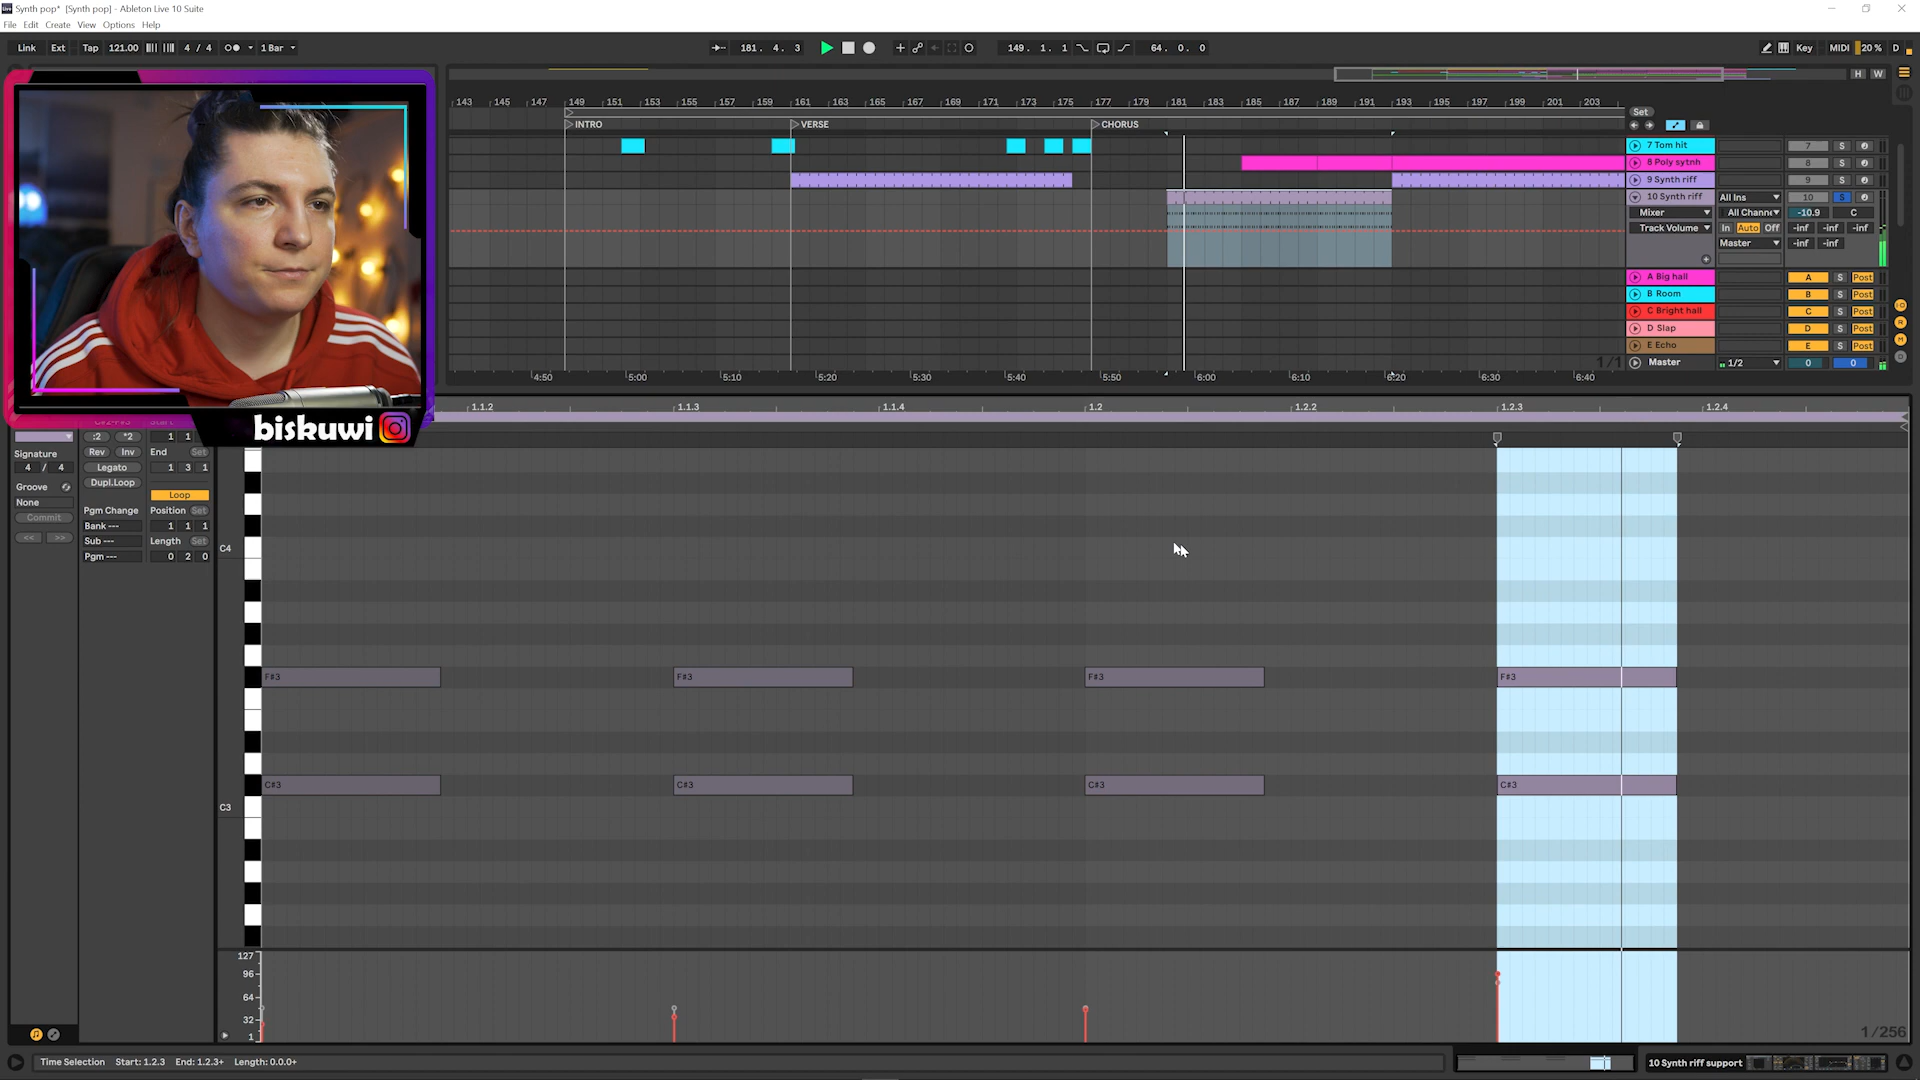 Synth pop* [Synth pop] - Ableton Live 10 Suite
File Edit Create View Options Help
Link Ext Tap 121.00 4 / 4 1 Bar 181. 4. 3 149. 1. 1 64. 0. 0 Key MIDI 20 % D
H W
143 145 147 149 151 153 155 157 159 161 163 165 167 169 171 173 175 177 179 181 183 185 187 189 191 193 195 197 199 201 203
Set
INTRO VERSE CHORUS
7 Tom hit 7 S
8 Poly sytnh 8 S
9 Synth riff 9 S
10 Synth riff All Ins 10 S
Mixer All Channe -10.9 C
Track Volume In Auto Off -inf -inf -inf
Master -inf -inf
A Big hall A S Post
B Room B S Post
C Bright hall C S Post
D Slap D S Post
E Echo E S Post
1/1 Master 1/2 0 0
4:50 5:00 5:10 5:20 5:30 5:40 5:50 6:00 6:10 6:20 6:30 6:40
biskuwi
1.1.2 1.1.3 1.1.4 1.2 1.2.2 1.2.3 1.2.4
:2 *2 1 1
Signature Rev Inv End Set
4 / 4 Legato 1 3 1
Dupl.Loop
Groove Loop
None Pgm Change Position Set
Commit Bank --- 1 1 1
<< >> Sub --- Length Set
Pgm --- 0 2 0
C4
F#3 F#3 F#3 F#3
C#3 C#3 C#3 C#3
C3
127
96
64
32
1
1/256
Time Selection Start: 1.2.3 End: 1.2.3+ Length: 0.0.0+
10 Synth riff support